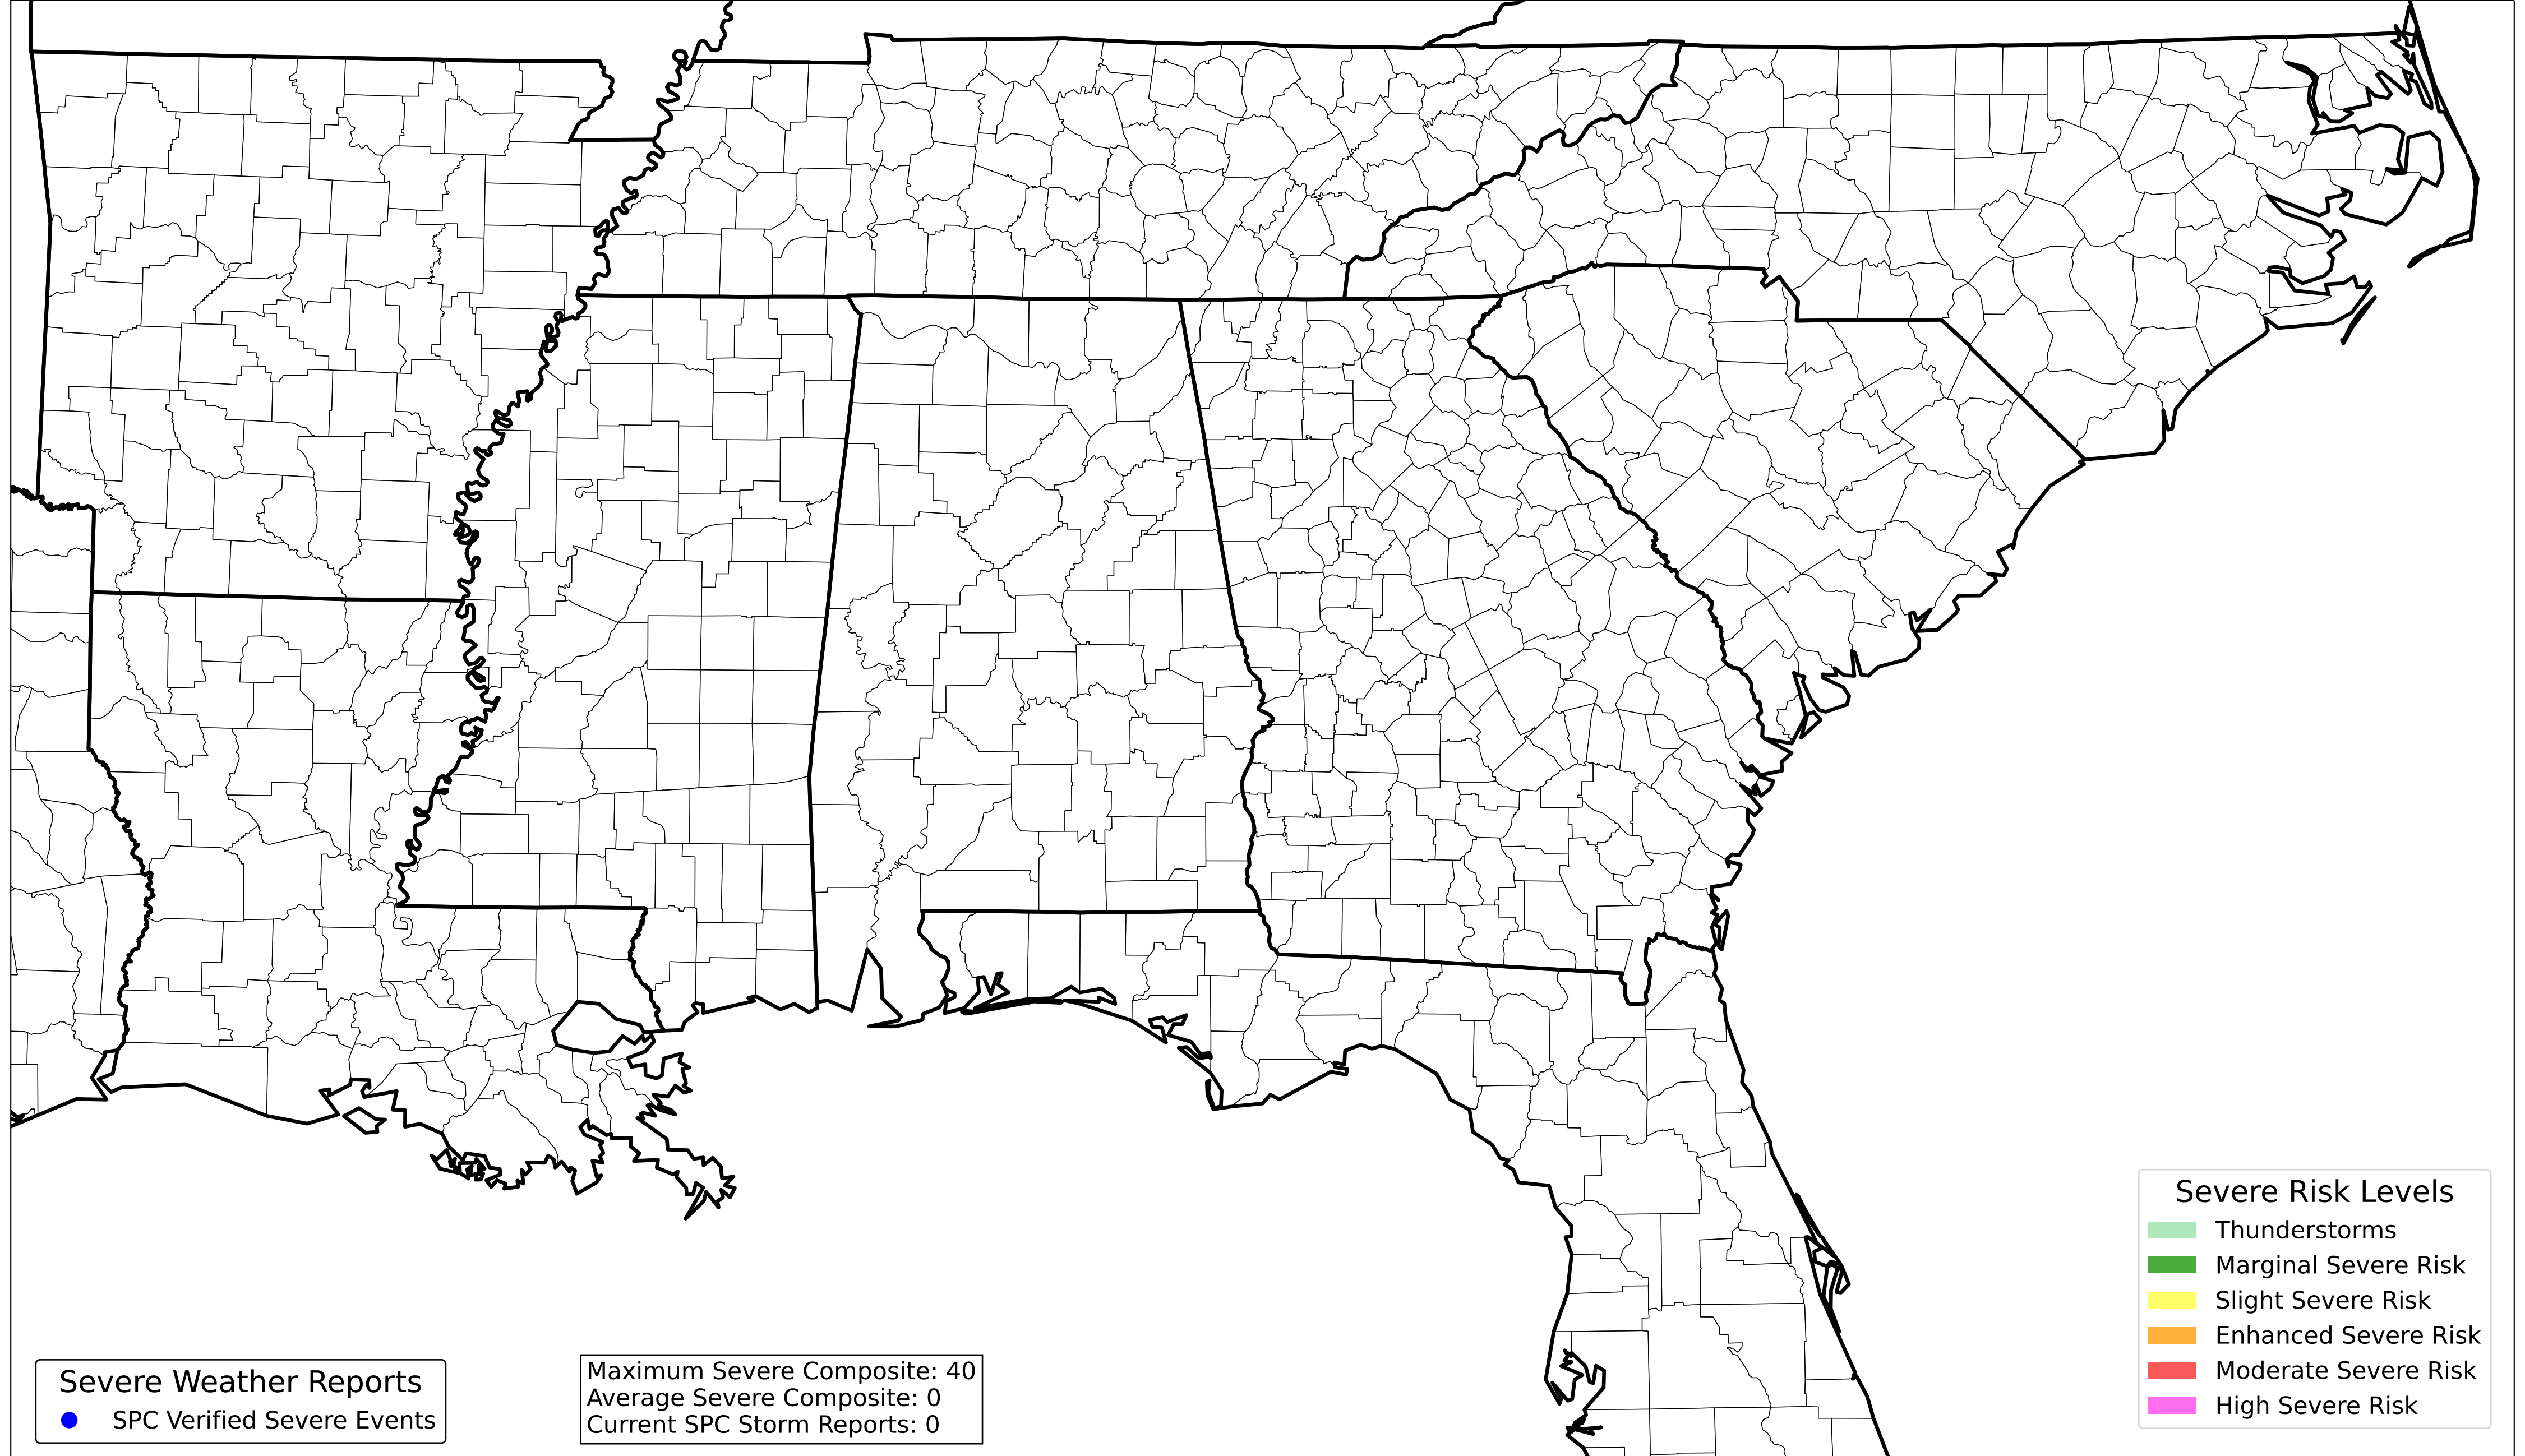 Severe Weather Reports
SPC Verified Severe Events
Maximum Severe Composite: 40
Average Severe Composite: 0
Current SPC Storm Reports: 0
Severe Risk Levels
Thunderstorms
Marginal Severe Risk
Slight Severe Risk
Enhanced Severe Risk
Moderate Severe Risk
High Severe Risk